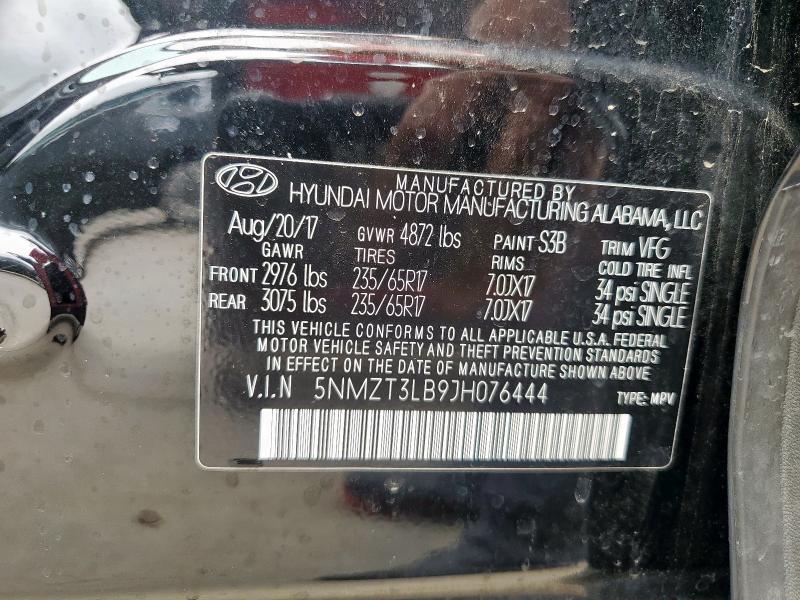 MANUFACTURED BY
HYUNDAI MOTOR MANUFACTURING ALABAMA, LLC
Aug/20/17 GVWR 4872 lbs PAINT S3B TRIM VFG
GAWR TIRES RIMS COLD TIRE INFL
FRONT 2976 lbs 235/65R17 7.0JX17 34 psi SINGLE
REAR 3075 lbs 235/65R17 7.0JX17 34 psi SINGLE
THIS VEHICLE CONFORMS TO ALL APPLICABLE U.S.A. FEDERAL
MOTOR VEHICLE SAFETY AND THEFT PREVENTION STANDARDS
IN EFFECT ON THE DATE OF MANUFACTURE SHOWN ABOVE
V.I.N 5NMZT3LB9JH076444 TYPE: MPV